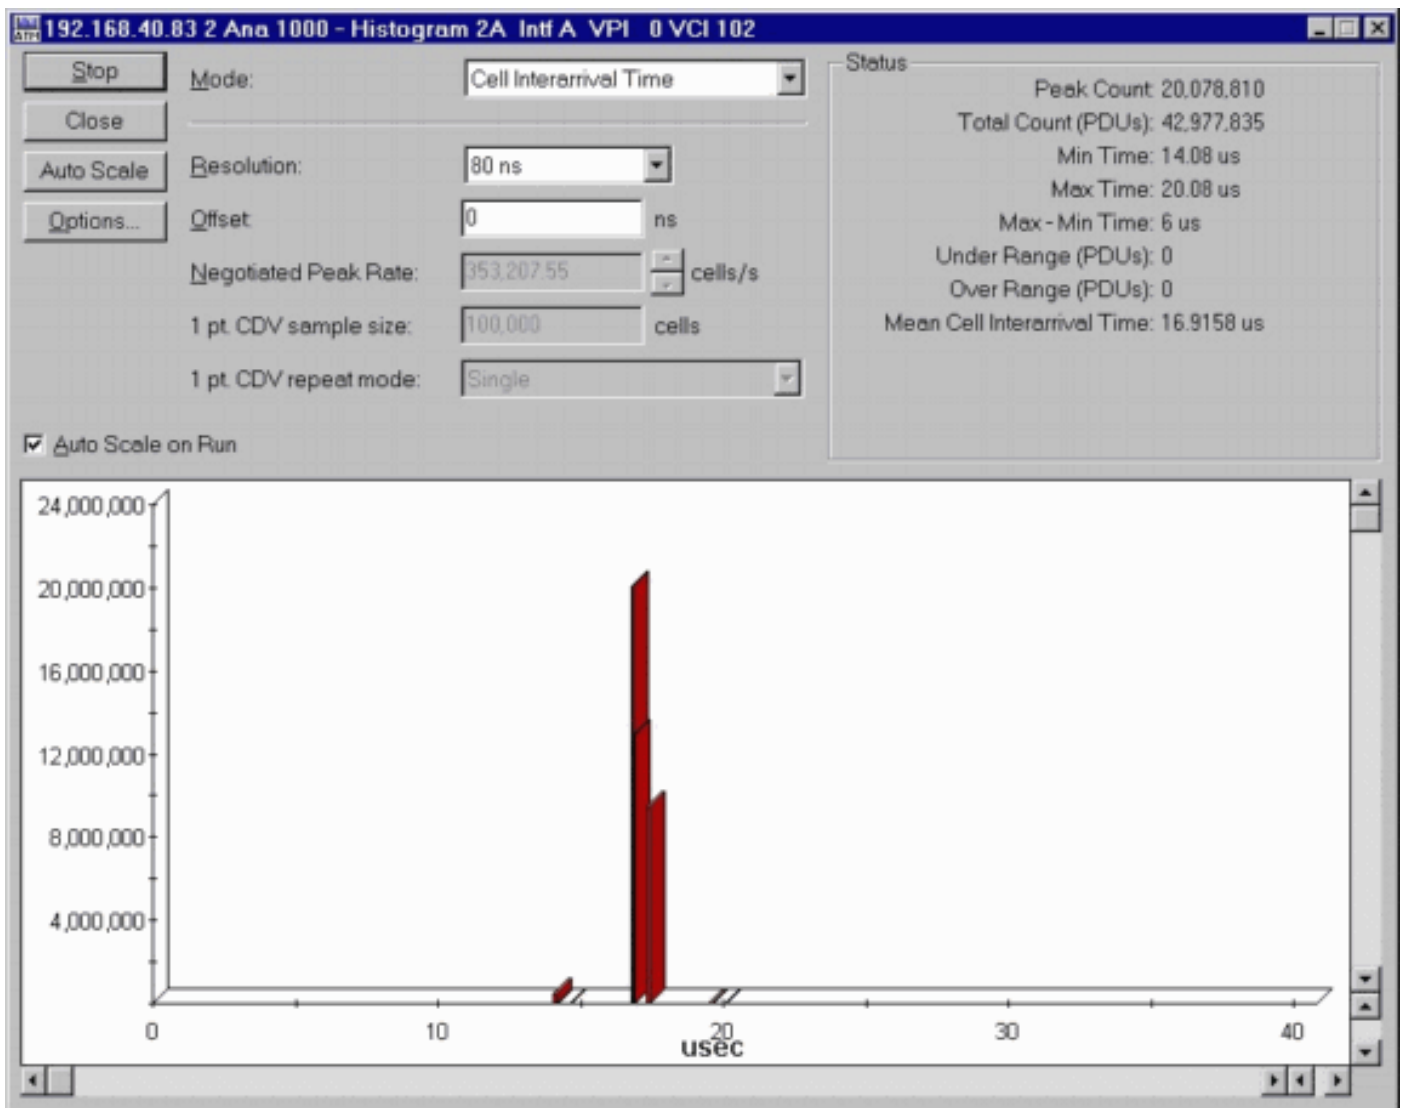 192.168.40.83 2 Ana 1000 - Histogram 2A Intf A VPI 0 VCI 102
Stop
Close
Auto Scale
Options...
Mode:
Cell Interarrival Time
Resolution:
80 ns
Offset:
0
ns
Negotiated Peak Rate:
353,207.55
cells/s
1 pt. CDV sample size:
100,000
cells
1 pt. CDV repeat mode:
Single
Auto Scale on Run
Status
Peak Count: 20,078,810
Total Count (PDUs): 42,977,835
Min Time: 14.08 us
Max Time: 20.08 us
Max - Min Time: 6 us
Under Range (PDUs): 0
Over Range (PDUs): 0
Mean Cell Interarrival Time: 16.9158 us
24,000,000
20,000,000
16,000,000
12,000,000
8,000,000
4,000,000
0
10
20
30
40
usec